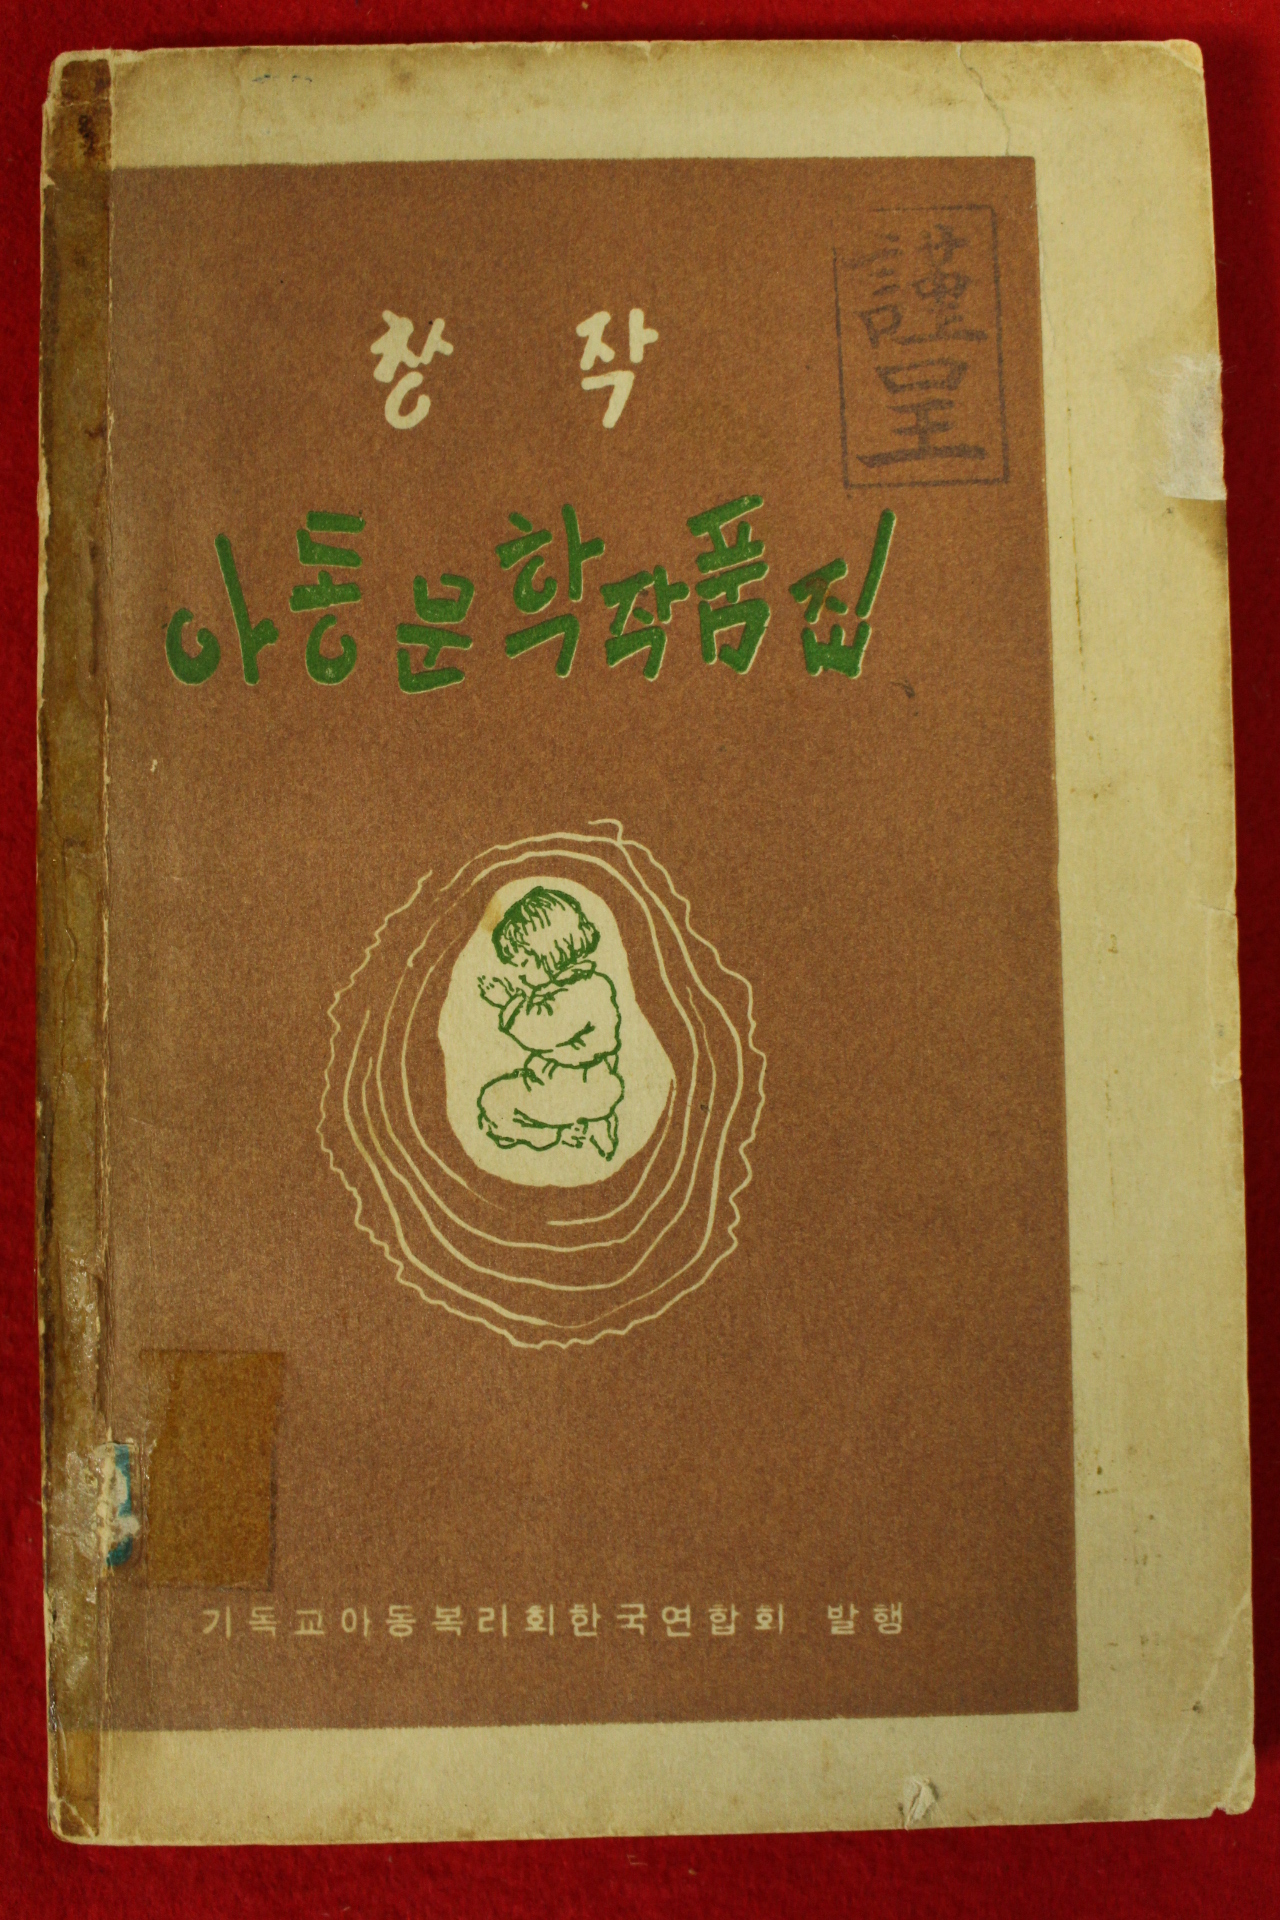 謹呈
창 작
아동문학작품집
기독교아동복리회한국연합회 발행